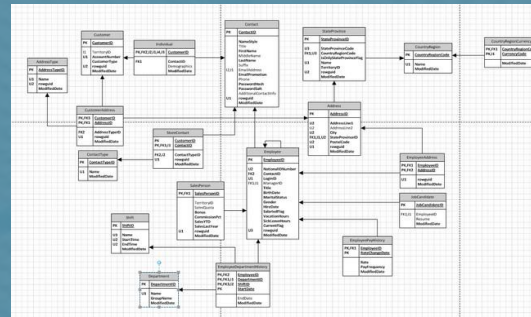 Customer
PK CustomerID
TerritoryID
AccountNumber
CustomerType
rowguid
ModifiedDate
Individual
CustomerID
FK1 ContactID
Demographics
ModifiedDate
Contact
PK ContactID
NameStyle
Title
FirstName
MiddleName
LastName
Suffix
EmailAddress
EmailPromotion
Phone
PasswordHash
PasswordSalt
AdditionalContactInfo
rowguid
ModifiedDate
StateProvince
PK StateProvinceID
StateProvinceCode
CountryRegionCode
IsOnlyStateProvinceFlag
Name
TerritoryID
rowguid
ModifiedDate
CountryRegion
PK CountryRegionCode
Name
ModifiedDate
CountryRegionCurrency
ModifiedDate
AddressType
PK AddressTypeID
Name
rowguid
ModifiedDate
CustomerAddress
CustomerID
AddressID
AddressTypeID
rowguid
ModifiedDate
Address
PK AddressID
AddressLine1
AddressLine2
City
StateProvinceID
PostalCode
rowguid
ModifiedDate
StoreContact
CustomerID
ContactID
ContactTypeID
rowguid
ModifiedDate
ContactType
PK ContactTypeID
Name
ModifiedDate
Employee
PK EmployeeID
NationalIDNumber
ContactID
LoginID
ManagerID
Title
BirthDate
MaritalStatus
Gender
HireDate
SalariedFlag
VacationHours
SickLeaveHours
CurrentFlag
rowguid
ModifiedDate
EmployeeAddress
EmployeeID
AddressID
rowguid
ModifiedDate
SalesPerson
SalesPersonID
TerritoryID
SalesQuota
Bonus
CommissionPct
SalesYTD
SalesLastYear
rowguid
ModifiedDate
JobCandidate
PK JobCandidateID
EmployeeID
Resume
ModifiedDate
Shift
PK ShiftID
Name
StartTime
EndTime
ModifiedDate
EmployeePayHistory
EmployeeID
RateChangeDate
Rate
PayFrequency
ModifiedDate
Department
PK DepartmentID
Name
GroupName
ModifiedDate
EmployeeDepartmentHistory
EmployeeID
DepartmentID
ShiftID
StartDate
EndDate
ModifiedDate